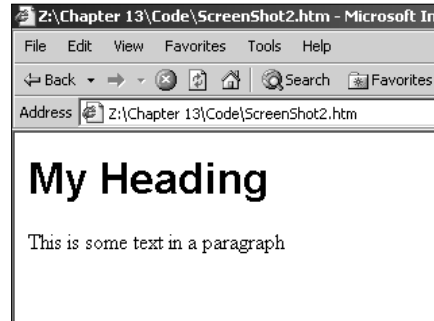 Z:\Chapter 13\Code\ScreenShot2.htm - Microsoft In
File Edit View Favorites Tools Help
Back Search Favorites
Address Z:\Chapter 13\Code\ScreenShot2.htm
My Heading
This is some text in a paragraph